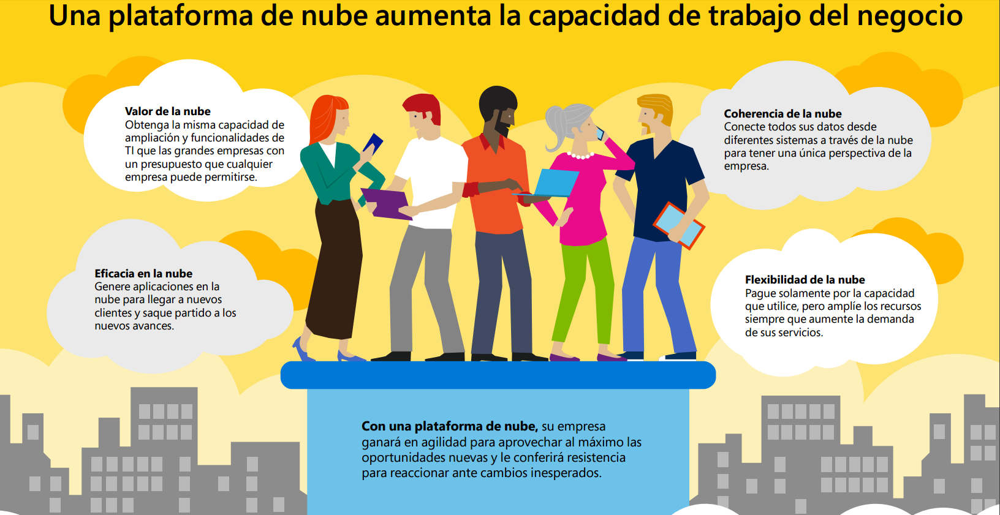 Una plataforma de nube aumenta la capacidad de trabajo del negocio
Valor de la nube
Obtenga la misma capacidad de
ampliación y funcionalidades de
TI que las grandes empresas con
un presupuesto que cualquier
empresa puede permitirse.
Coherencia de la nube
Conecte todos sus datos desde
diferentes sistemas a través de la nube
para tener una única perspectiva de la
empresa.
Eficacia en la nube
Genere aplicaciones en la
nube para llegar a nuevos
clientes y saque partido a los
nuevos avances.
Flexibilidad de la nube
Pague solamente por la capacidad
que utilice, pero amplíe los recursos
siempre que aumente la demanda
de sus servicios.
Con una plataforma de nube, su empresa
ganará en agilidad para aprovechar al máximo las
oportunidades nuevas y le conferirá resistencia
para reaccionar ante cambios inesperados.